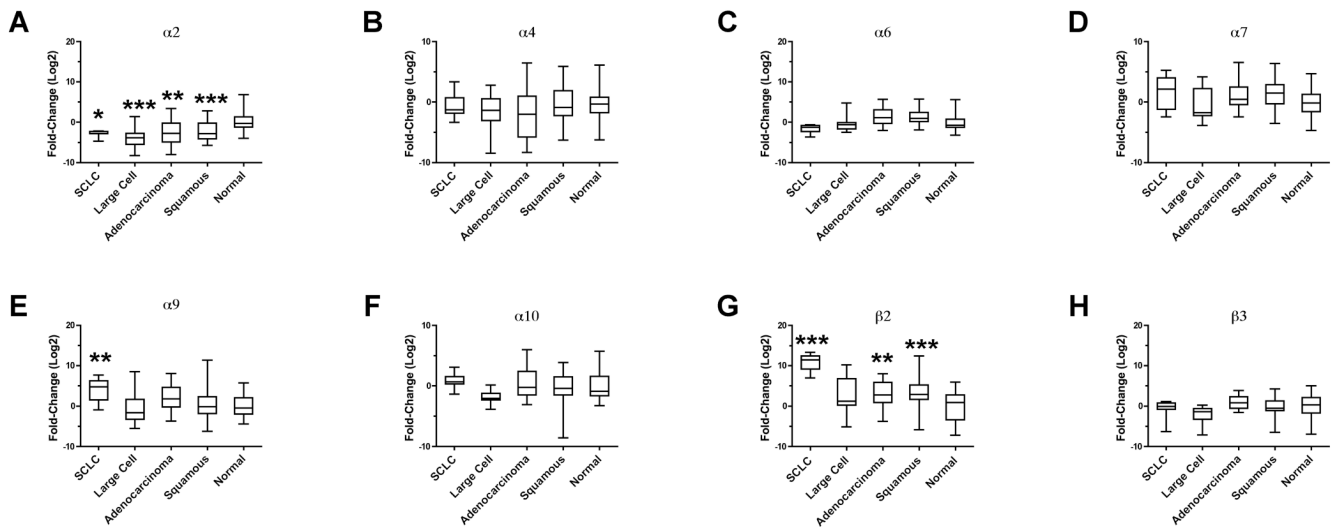 A
α2
Fold-Change (Log2)
20
10
0
-10
*
***
**
***
SCLC
Large Cell
Adenocarcinoma
Squamous
Normal
B
α4
Fold-Change (Log2)
10
0
-10
SCLC
Large Cell
Adenocarcinoma
Squamous
Normal
C
α6
Fold-Change (Log2)
20
10
0
-10
SCLC
Large Cell
Adenocarcinoma
Squamous
Normal
D
α7
Fold-Change (Log2)
10
0
-10
SCLC
Large Cell
Adenocarcinoma
Squamous
Normal
E
α9
Fold-Change (Log2)
20
10
0
-10
**
SCLC
Large Cell
Adenocarcinoma
Squamous
Normal
F
α10
Fold-Change (Log2)
10
0
-10
SCLC
Large Cell
Adenocarcinoma
Squamous
Normal
G
β2
Fold-Change (Log2)
20
10
0
-10
***
**
***
SCLC
Large Cell
Adenocarcinoma
Squamous
Normal
H
β3
Fold-Change (Log2)
20
10
0
-10
SCLC
Large Cell
Adenocarcinoma
Squamous
Normal